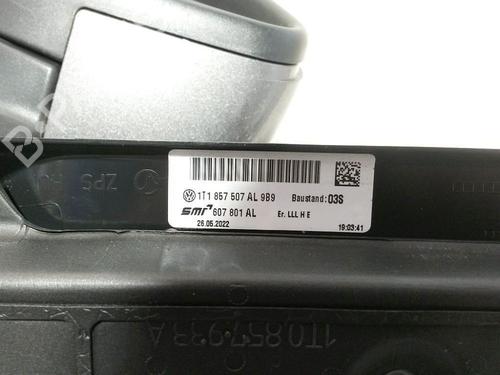 1T1 857 507 AL 9B9 Baustand: 03S
smr 607 801 AL Er. LLL H E
26.05.2022 19:03:41
ZP5
1T0857933A